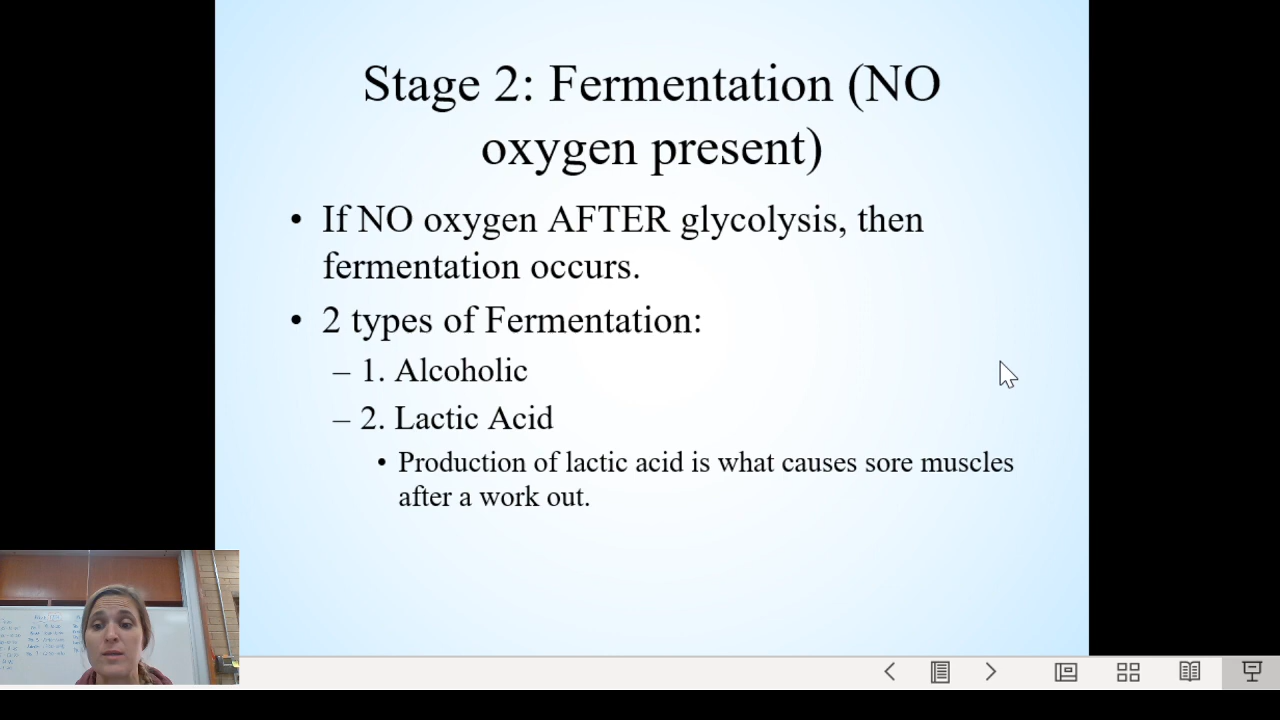 Stage 2: Fermentation (NO
oxygen present)
• If NO oxygen AFTER glycolysis, then
fermentation occurs.
• 2 types of Fermentation:
– 1. Alcoholic
– 2. Lactic Acid
• Production of lactic acid is what causes sore muscles
after a work out.